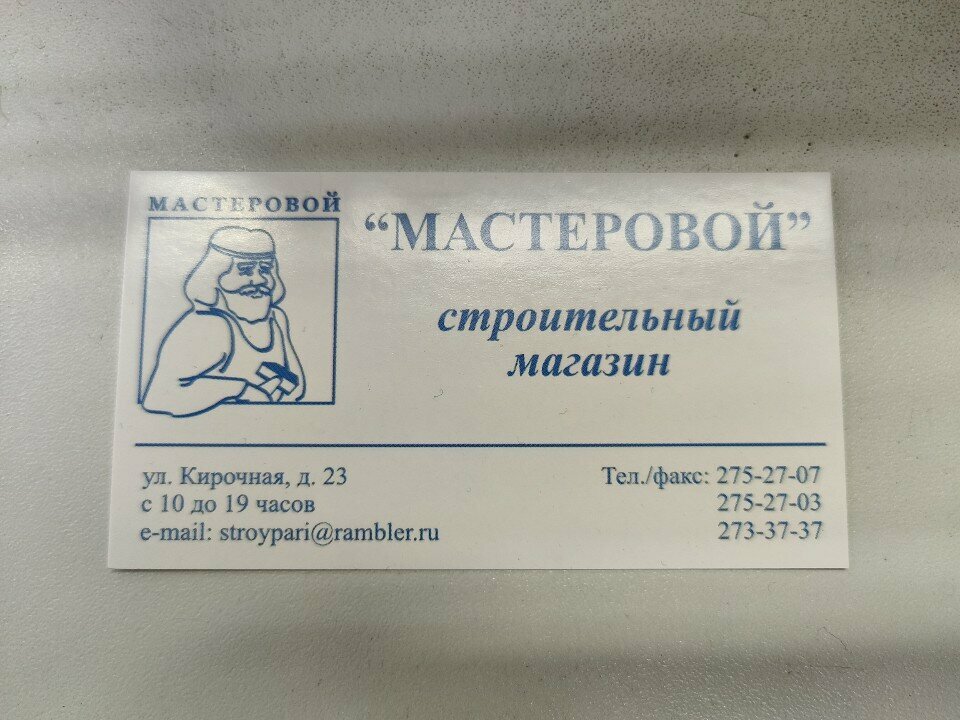 МАСТЕРОВОЙ
“МАСТЕРОВОЙ”
строительный
магазин
ул. Кирочная, д. 23
с 10 до 19 часов
e-mail: stroypari@rambler.ru
Тел./факс: 275-27-07
275-27-03
273-37-37